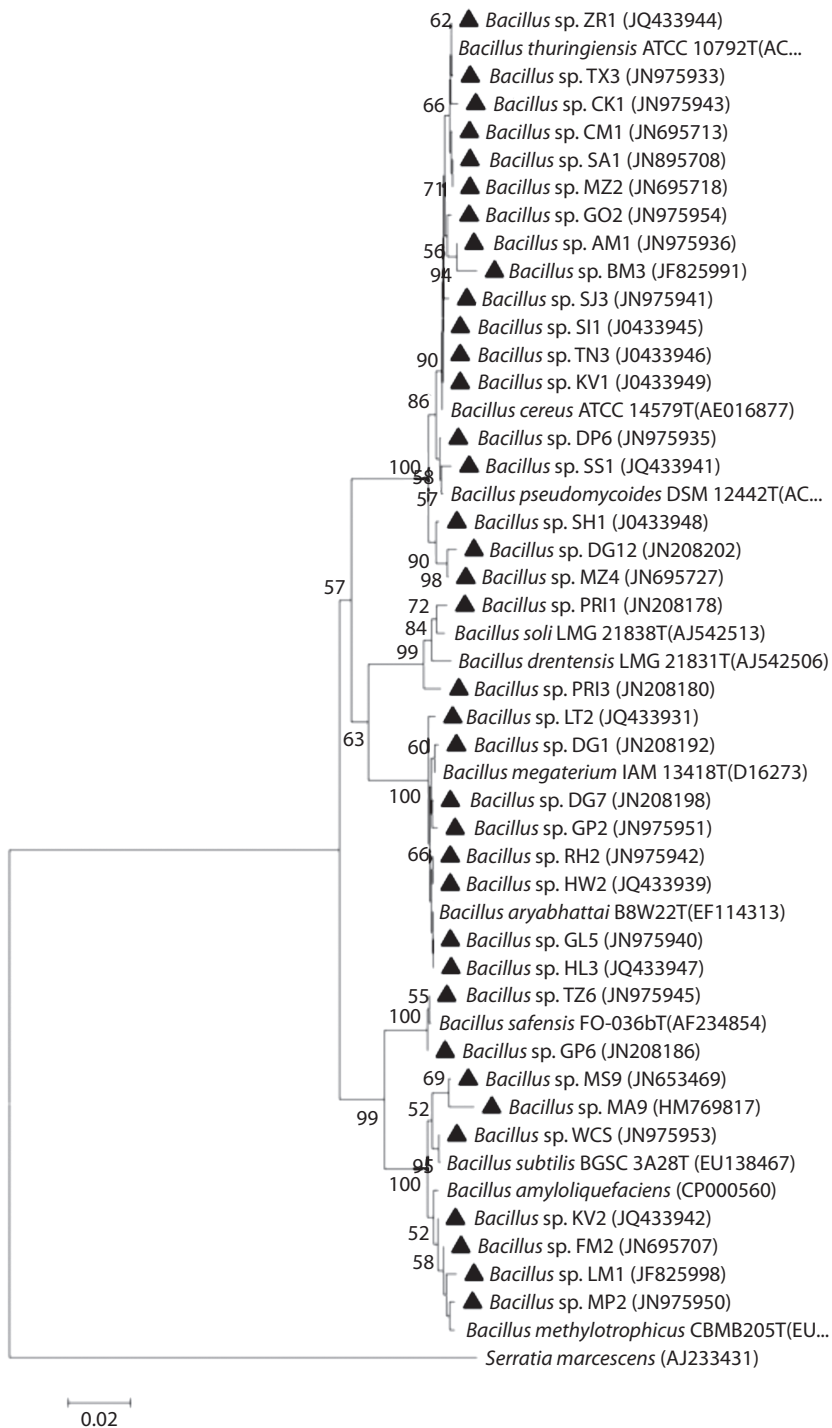 62
Bacillus sp. ZR1 (JQ433944)
Bacillus thuringiensis ATCC 10792T(AC...
Bacillus sp. TX3 (JN975933)
66
Bacillus sp. CK1 (JN975943)
Bacillus sp. CM1 (JN695713)
Bacillus sp. SA1 (JN895708)
71
Bacillus sp. MZ2 (JN695718)
Bacillus sp. GO2 (JN975954)
56
Bacillus sp. AM1 (JN975936)
94
Bacillus sp. BM3 (JF825991)
Bacillus sp. SJ3 (JN975941)
Bacillus sp. SI1 (J0433945)
90
Bacillus sp. TN3 (J0433946)
Bacillus sp. KV1 (J0433949)
86
Bacillus cereus ATCC 14579T(AE016877)
Bacillus sp. DP6 (JN975935)
100
58
Bacillus sp. SS1 (JQ433941)
57
Bacillus pseudomycoides DSM 12442T(AC...
Bacillus sp. SH1 (J0433948)
90
Bacillus sp. DG12 (JN208202)
98
Bacillus sp. MZ4 (JN695727)
57
72
Bacillus sp. PRI1 (JN208178)
84
Bacillus soli LMG 21838T(AJ542513)
99
Bacillus drentensis LMG 21831T(AJ542506)
Bacillus sp. PRI3 (JN208180)
63
Bacillus sp. LT2 (JQ433931)
60
Bacillus sp. DG1 (JN208192)
Bacillus megaterium IAM 13418T(D16273)
100
Bacillus sp. DG7 (JN208198)
Bacillus sp. GP2 (JN975951)
66
Bacillus sp. RH2 (JN975942)
Bacillus sp. HW2 (JQ433939)
Bacillus aryabhattai B8W22T(EF114313)
Bacillus sp. GL5 (JN975940)
Bacillus sp. HL3 (JQ433947)
55
Bacillus sp. TZ6 (JN975945)
100
Bacillus safensis FO-036bT(AF234854)
Bacillus sp. GP6 (JN208186)
69
Bacillus sp. MS9 (JN653469)
99
52
Bacillus sp. MA9 (HM769817)
Bacillus sp. WCS (JN975953)
95
Bacillus subtilis BGSC 3A28T (EU138467)
100
Bacillus amyloliquefaciens (CP000560)
Bacillus sp. KV2 (JQ433942)
52
Bacillus sp. FM2 (JN695707)
58
Bacillus sp. LM1 (JF825998)
Bacillus sp. MP2 (JN975950)
Bacillus methylotrophicus CBMB205T(EU...
Serratia marcescens (AJ233431)
0.02